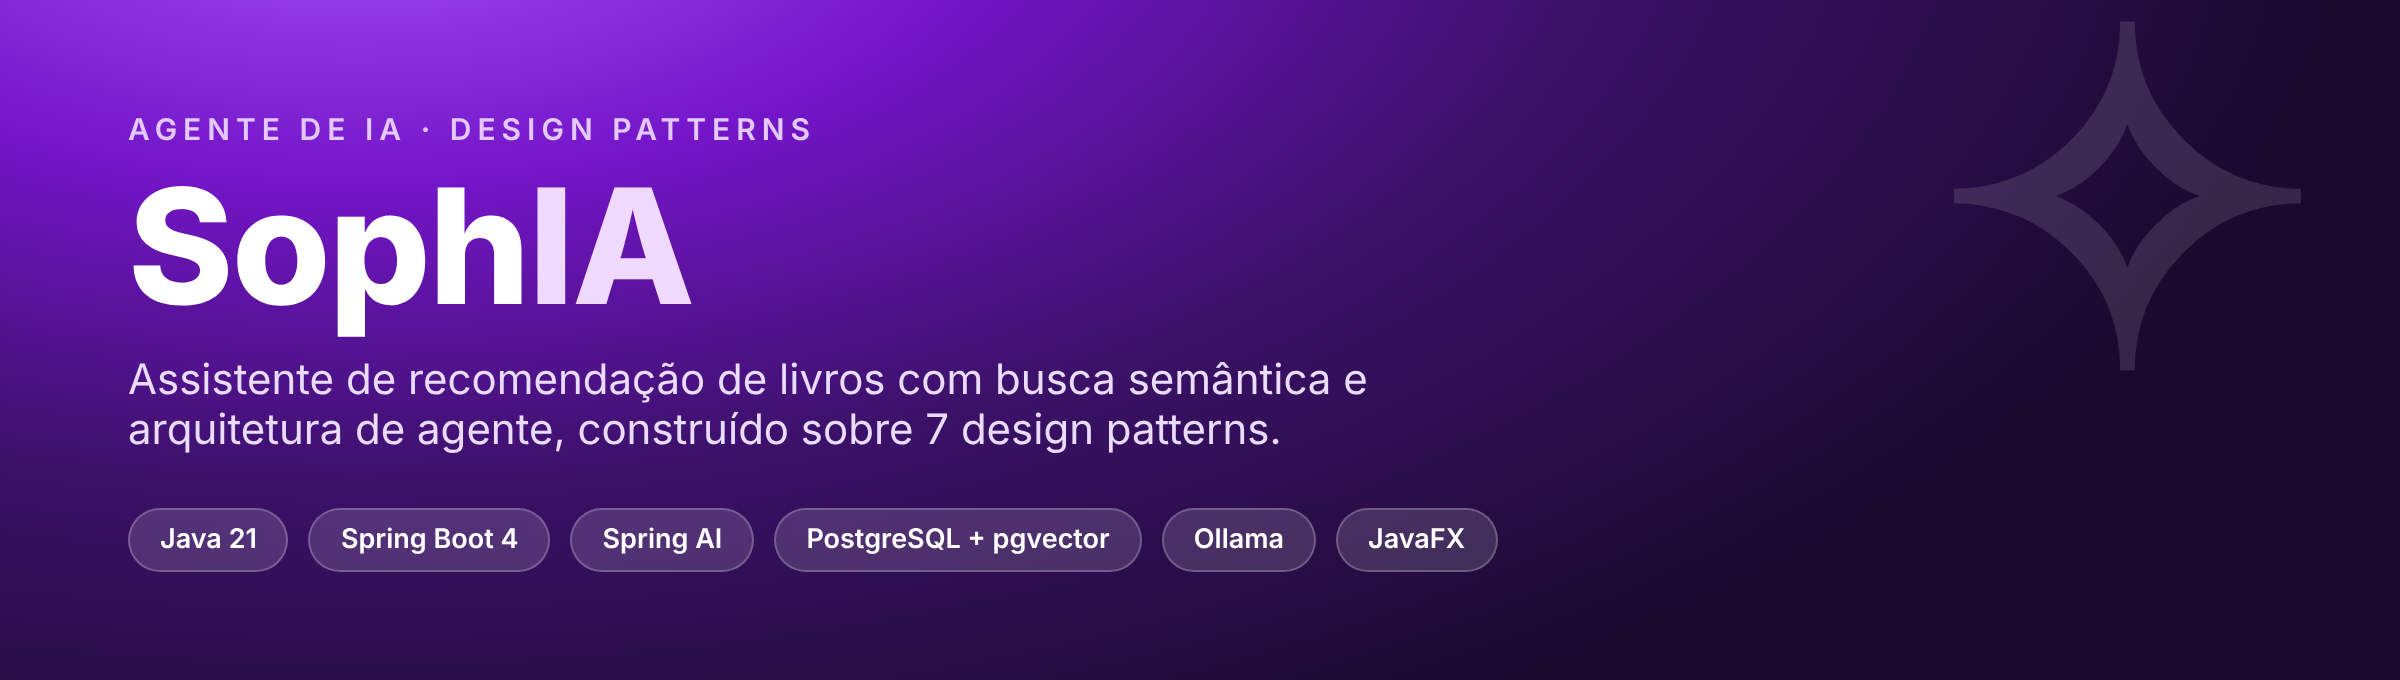 AGENTE DE IA · DESIGN PATTERNS
SophIA
Assistente de recomendação de livros com busca semântica e
arquitetura de agente, construído sobre 7 design patterns.
Java 21 Spring Boot 4 Spring AI PostgreSQL + pgvector Ollama JavaFX